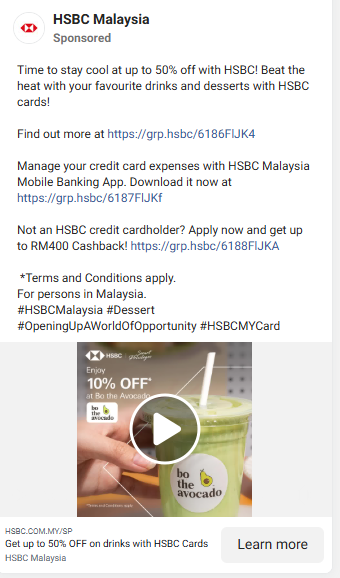 HSBC Malaysia
Sponsored
Time to stay cool at up to 50% off with HSBC! Beat the
heat with your favourite drinks and desserts with HSBC
cards!
Find out more at https://grp.hsbc/6186FlJK4
Manage your credit card expenses with HSBC Malaysia
Mobile Banking App. Download it now at
https://grp.hsbc/6187FlJKf
Not an HSBC credit cardholder? Apply now and get up
to RM400 Cashback! https://grp.hsbc/6188FlJKA
*Terms and Conditions apply.
For persons in Malaysia.
#HSBCMalaysia #Dessert
#OpeningUpAWorldOfOpportunity #HSBCMYCard
HSBC
Enjoy
10% OFF*
at Bo the Avocado
bo
the
avocado
bo
the
avocado
*Terms and Conditions apply
HSBC.COM.MY/SP
Get up to 50% OFF on drinks with HSBC Cards
HSBC Malaysia
Learn more